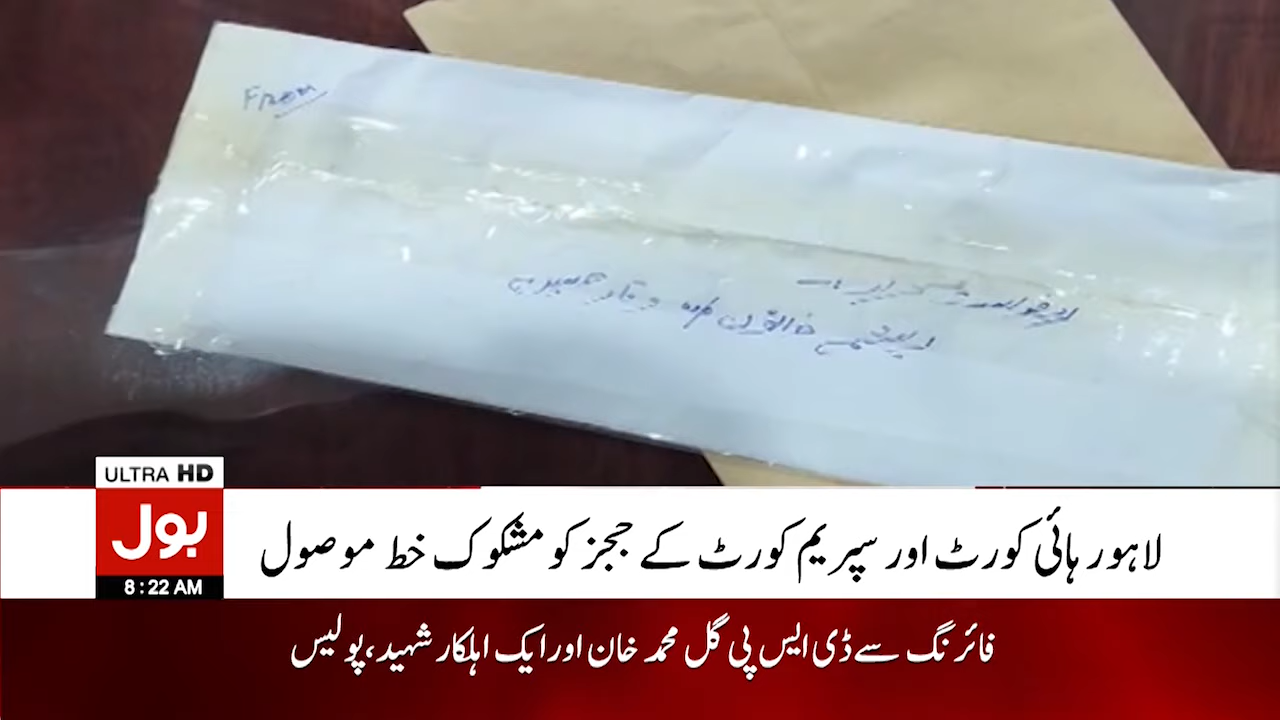 From
ULTRA HD
بول
8:22 AM
لاہور ہائی کورٹ اور سپریم کورٹ کے ججز کو مشکوک خط موصول
فائرنگ سے ڈی ایس پی گل محمد خان اور ایک اہلکار شہید، پولیس